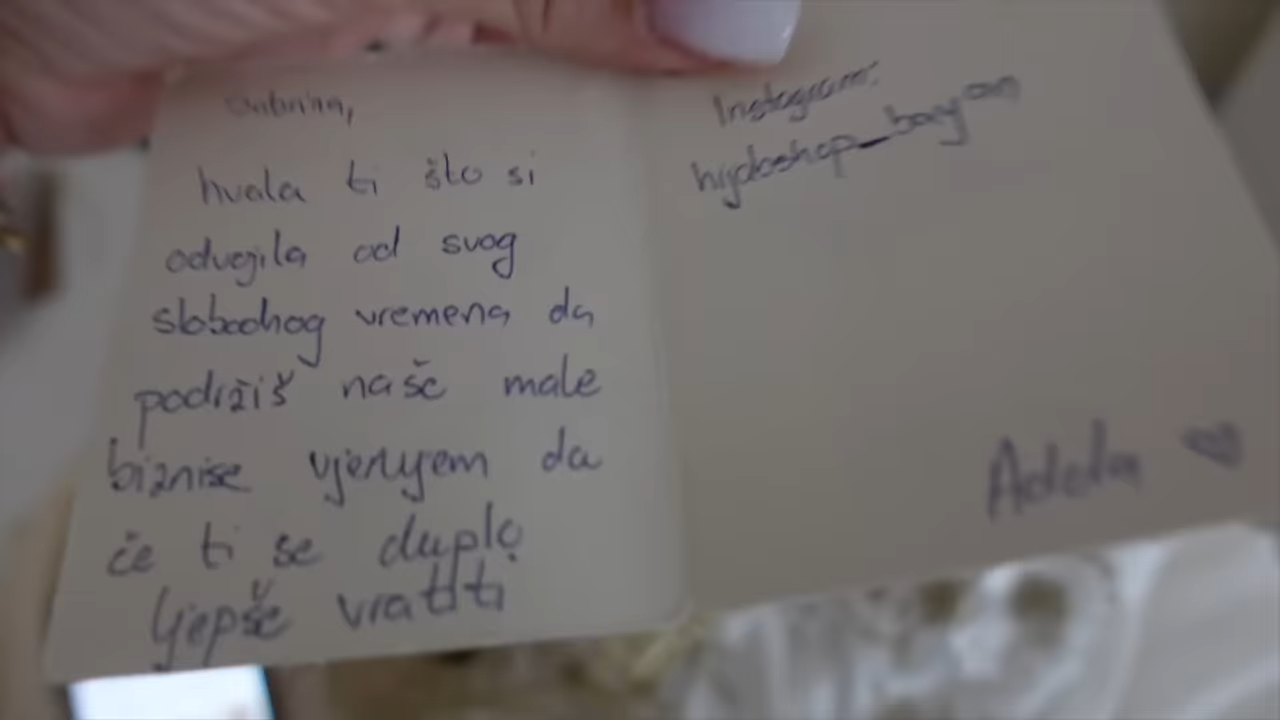 hvala ti što si
odvojila od svog
slobodnog vremena da
podržiš naše male
biznise vjerujem da
će ti se duplo
ljepše vratiti
Instagram:
hijdoshop_bayan
Adela